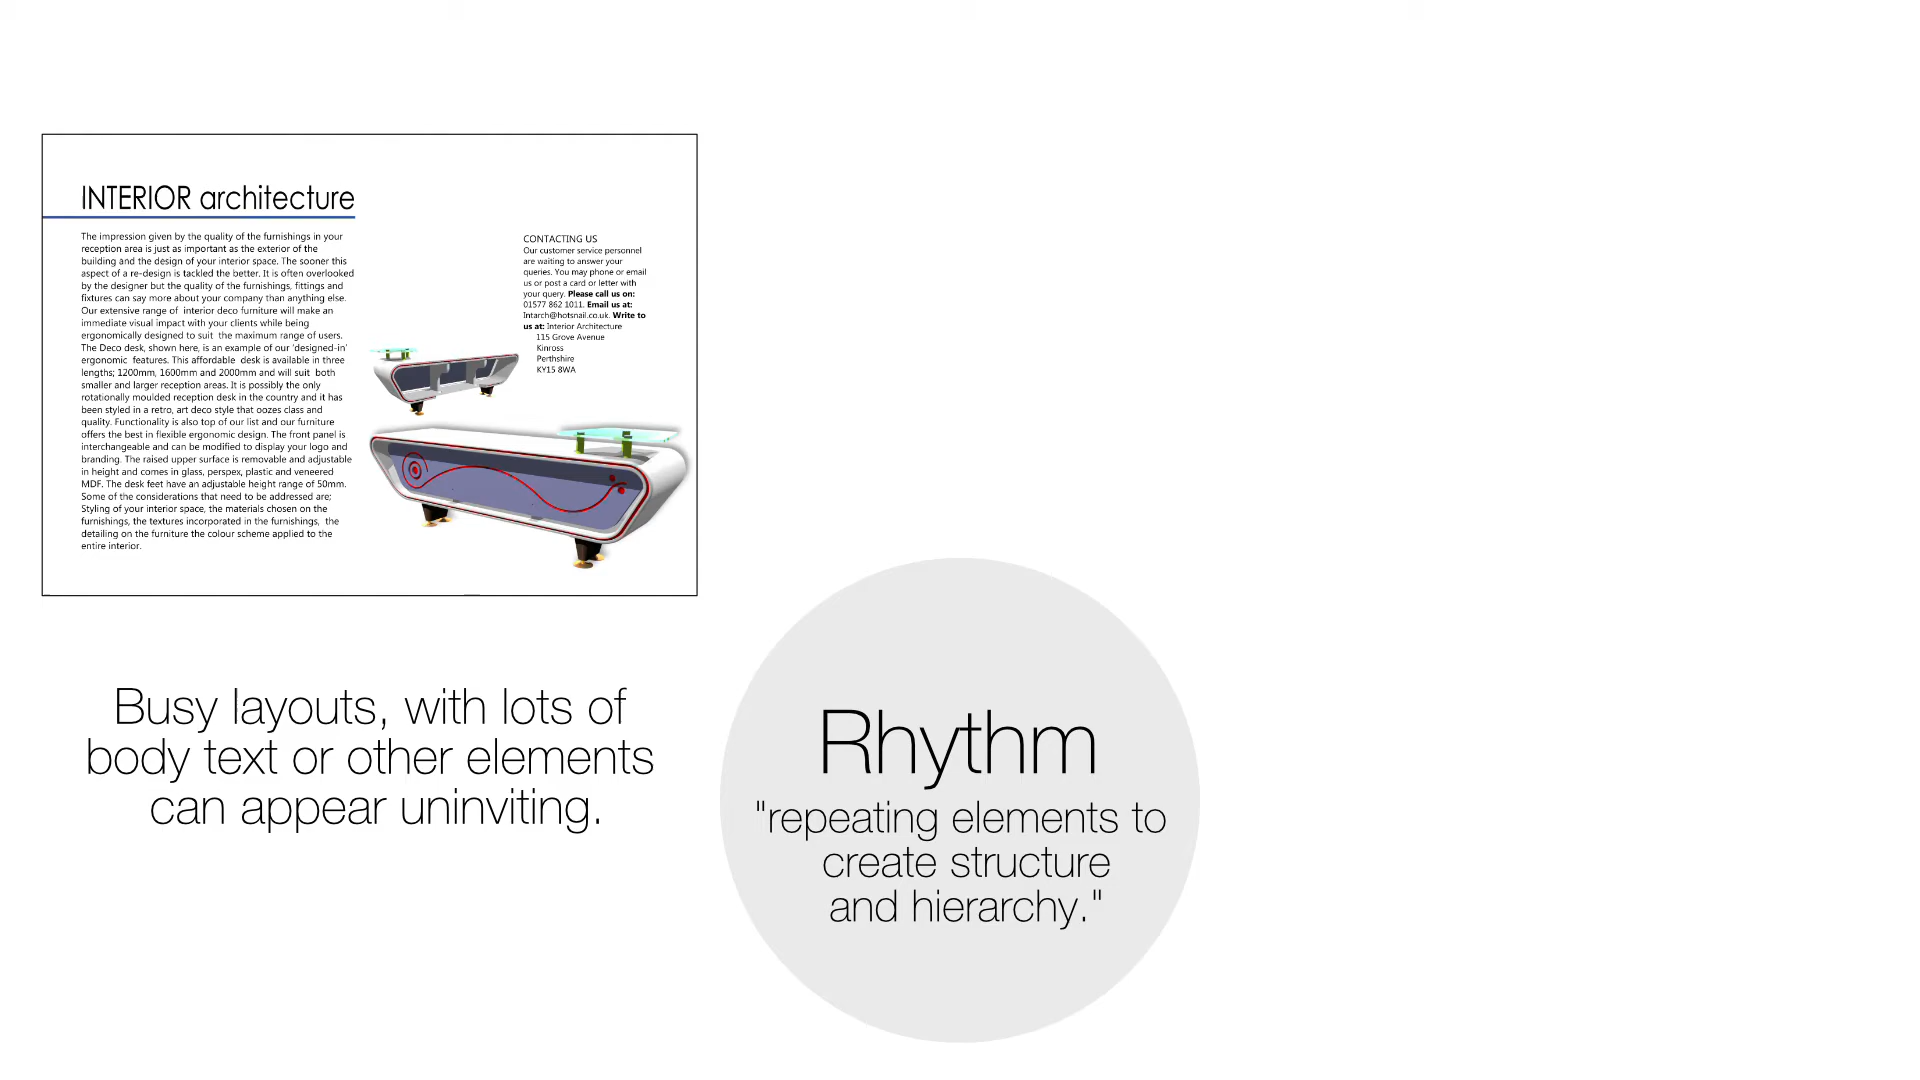 INTERIOR architecture
The impression given by the quality of the furnishings in your
reception area is just as important as the exterior of the
building and the design of your interior space. The sooner this
aspect of a re-design is tackled the better. It is often overlooked
by the designer but the quality of the furnishings, fittings and
fixtures can say more about your company than anything else.
Our extensive range of interior deco furniture will make an
immediate visual impact with your clients while being
ergonomically designed to suit the maximum range of users.
The Deco desk, shown here, is an example of our 'designed-in'
ergonomic features. This affordable desk is available in three
lengths; 1200mm, 1600mm and 2000mm and will suit both
smaller and larger reception areas. It is possibly the only
rotationally moulded reception desk in the country and it has
been styled in a retro, art deco style that oozes class and
quality. Functionality is also top of our list and our furniture
offers the best in flexible ergonomic design. The front panel is
interchangeable and can be modified to display your logo and
branding. The raised upper surface is removable and adjustable
in height and comes in glass, perspex, plastic and veneered
MDF. The desk feet have an adjustable height range of 50mm.
Some of the considerations that need to be addressed are;
Styling of your interior space, the materials chosen on the
furnishings, the textures incorporated in the furnishings, the
detailing on the furniture the colour scheme applied to the
entire interior.
CONTACTING US
Our customer service personnel
are waiting to answer your
queries. You may phone or email
us or post a card or letter with
your query. Please call us on:
01577 862 1011. Email us at:
Intarch@hotsnail.co.uk. Write to
us at: Interior Architecture
115 Grove Avenue
Kinross
Perthshire
KY15 8WA
Busy layouts, with lots of
body text or other elements
can appear uninviting.
Rhythm
"repeating elements to
create structure
and hierarchy."